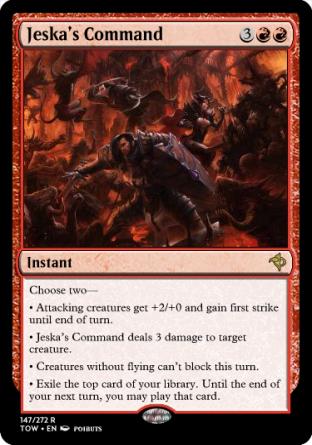 Jeska's Command 3
Instant
Choose two—
• Attacking creatures get +2/+0 and gain first strike
until end of turn.
• Jeska's Command deals 3 damage to target
creature.
• Creatures without flying can't block this turn.
• Exile the top card of your library. Until the end of
your next turn, you may play that card.
147/272 R
TOW • EN POIBUTS